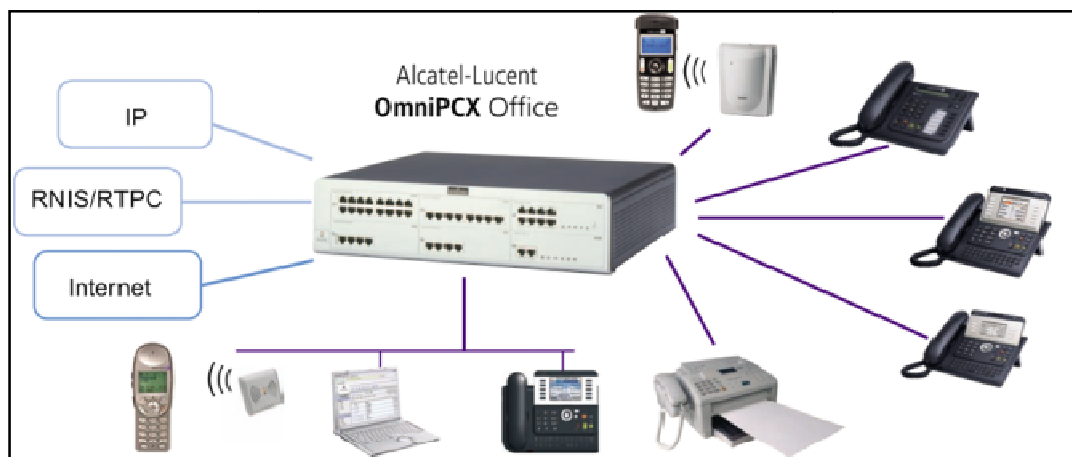 Alcatel-Lucent
OmniPCX Office
IP
RNIS/RTPC
Internet